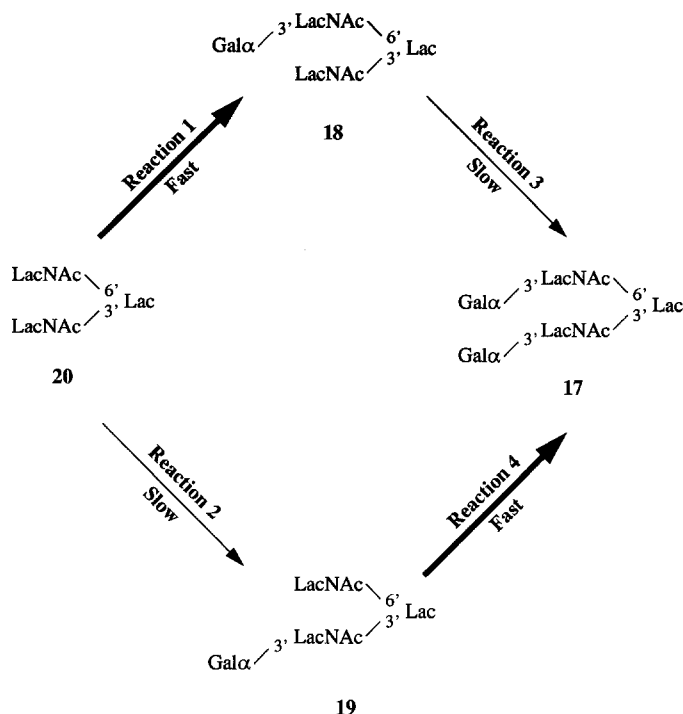 3' LacNAc 6'
Galα 3' Lac
LacNAc
18
Reaction 1
Fast
Reaction 3
Slow
LacNAc
6'
3' Lac
LacNAc
20
3' LacNAc
Galα 6'
3' Lac
3' LacNAc
Galα
17
Reaction 2
Slow
Reaction 4
Fast
LacNAc
6'
3' Lac
3' LacNAc
Galα
19